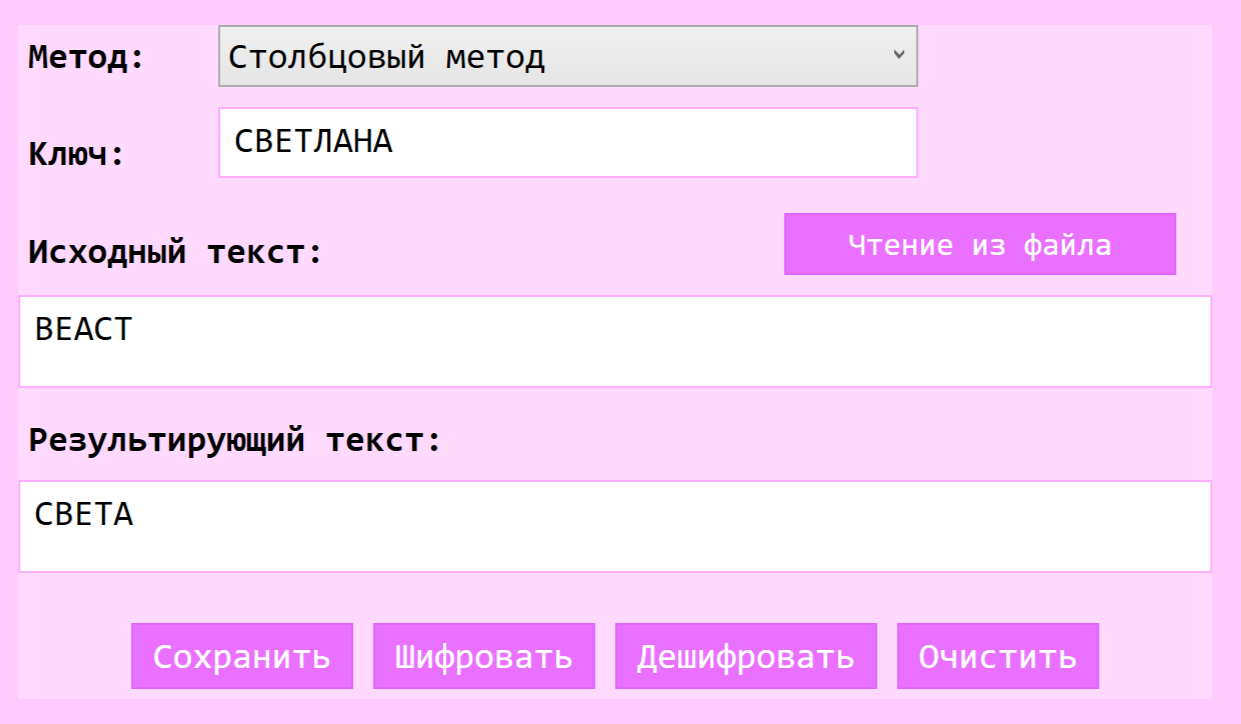 Метод: Столбцовый метод
Ключ: СВЕТЛАНА
Исходный текст: Чтение из файла
ВЕАСТ
Результирующий текст:
СВЕТА
Сохранить Шифровать Дешифровать Очистить